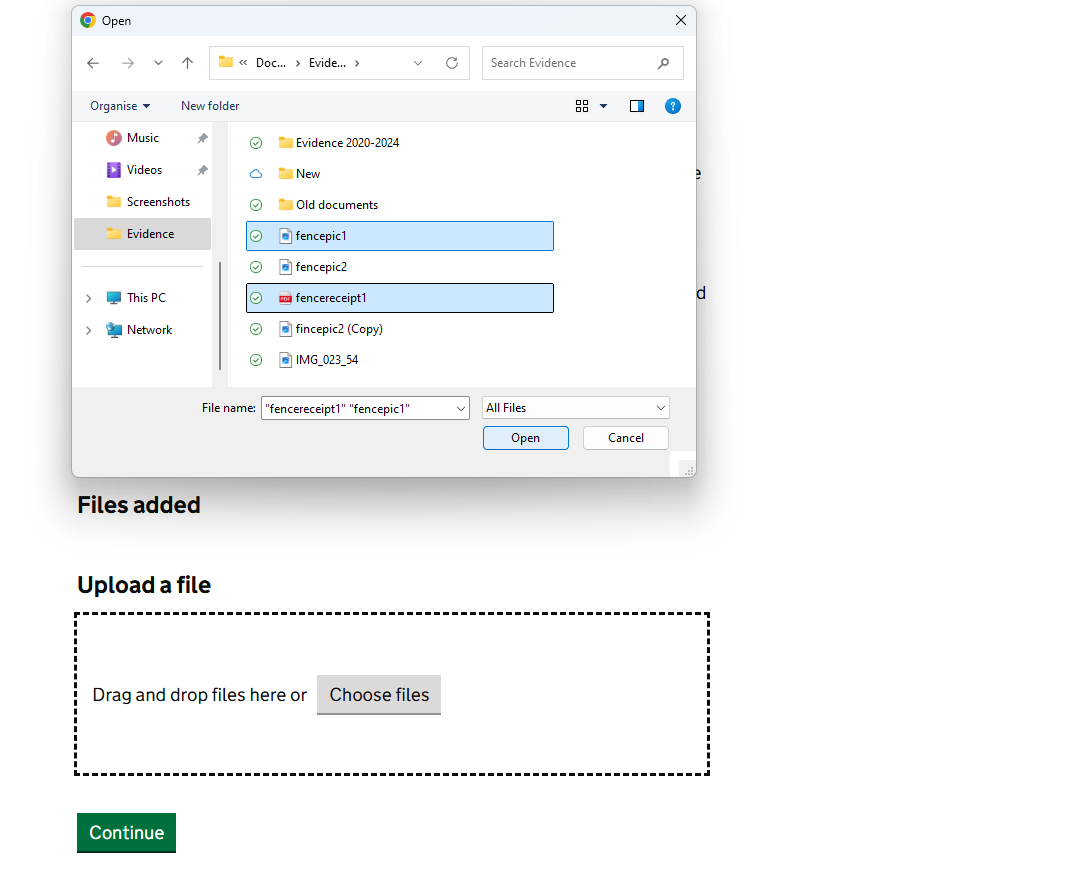 Open
« Doc... › Evide... ›
Search Evidence
Organise
New folder
?
Music
Videos
Screenshots
Evidence
This PC
Network
Evidence 2020-2024
New
Old documents
fencepic1
fencepic2
PDF fencereceipt1
fincepic2 (Copy)
IMG_023_54
e
d
File name: "fencereceipt1" "fencepic1"
All Files
Open
Cancel
Files added
Upload a file
Drag and drop files here or Choose files
Continue